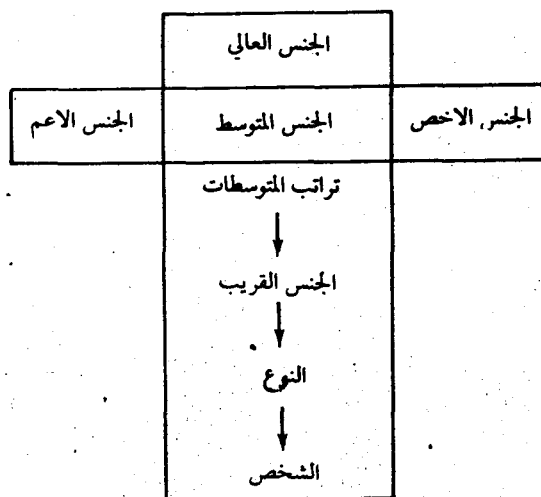 الجنس العالي
الجنس الاخص
الجنس المتوسط
الجنس الاعم
تراتب المتوسطات
الجنس القريب
النوع
الشخص